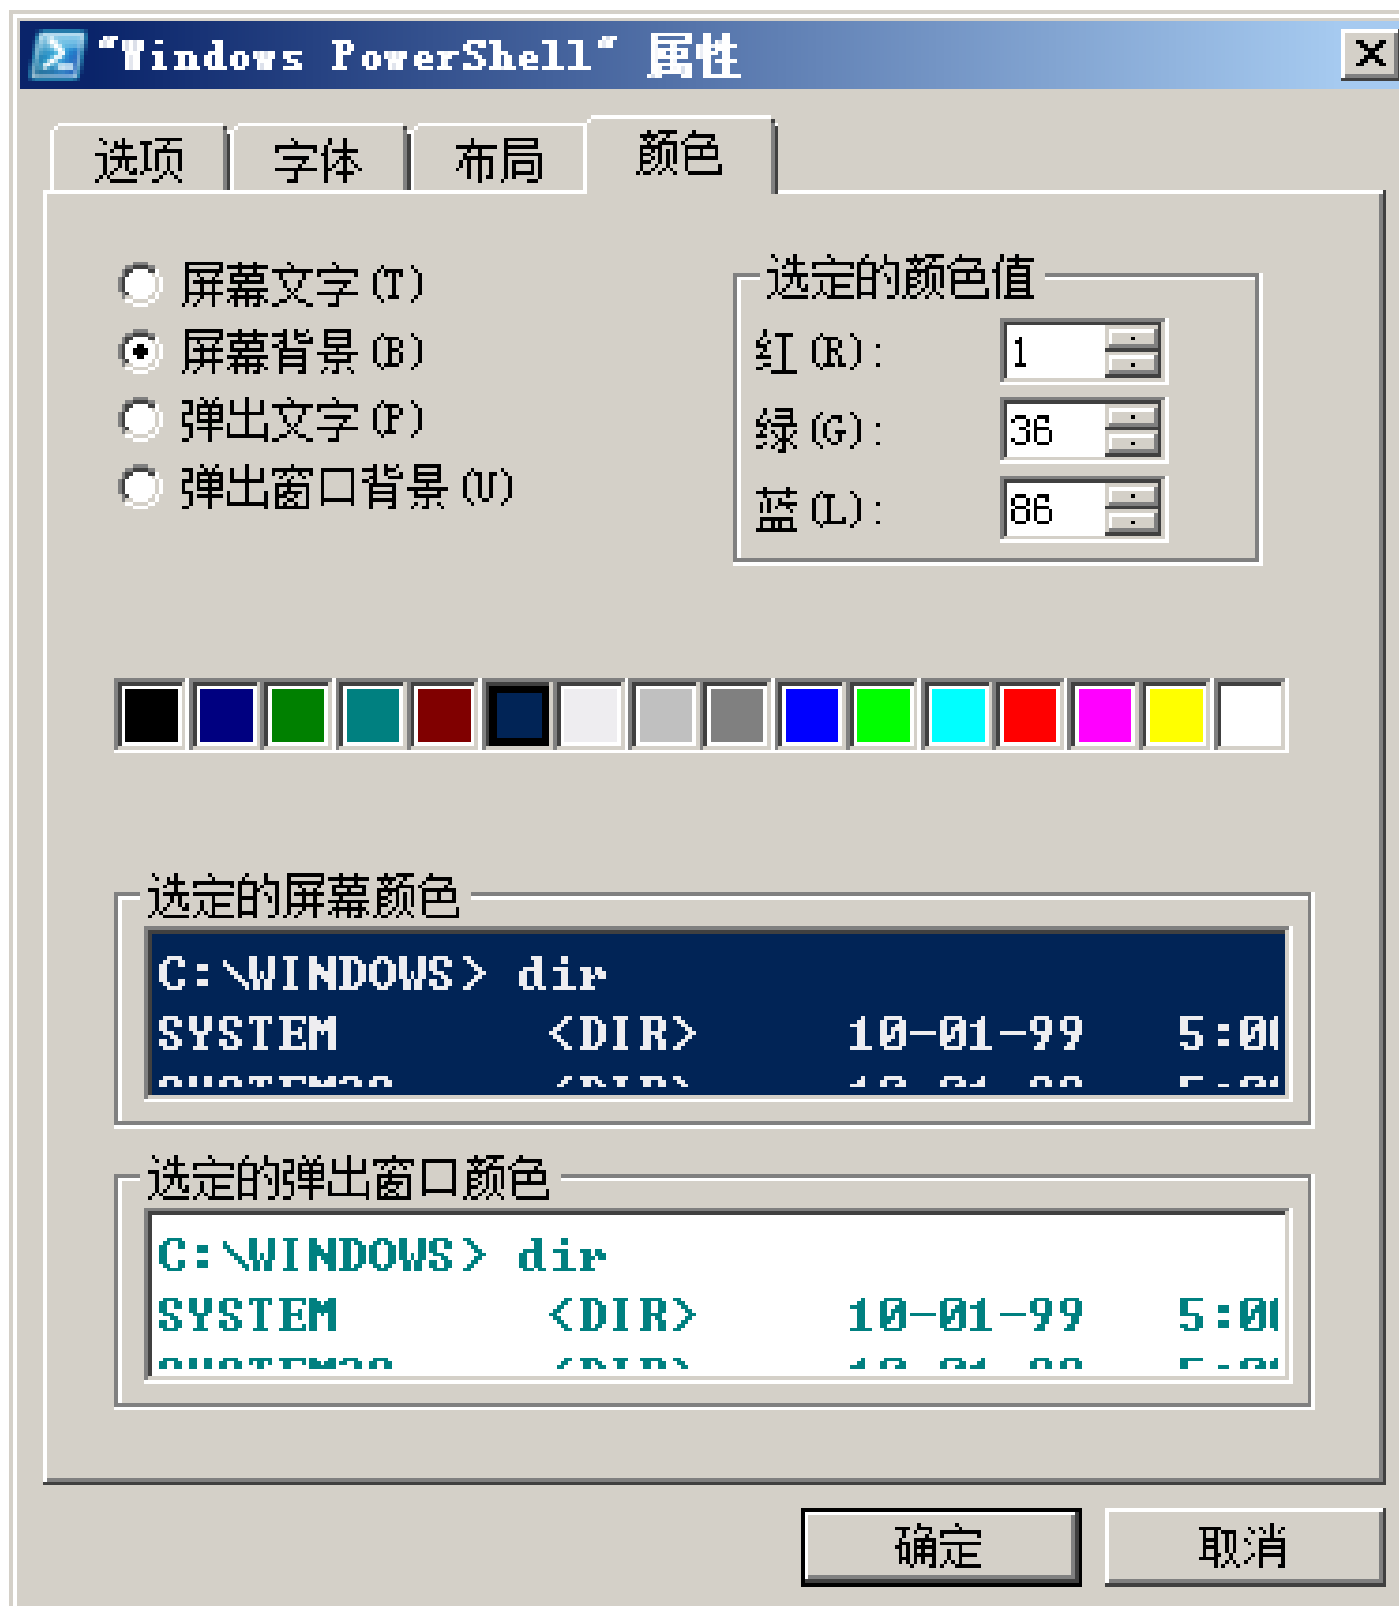 "Windows PowerShell" 属性
选项 字体 布局 颜色
屏幕文字(T)
屏幕背景(B)
弹出文字(P)
弹出窗口背景(U)
选定的颜色值
红(R): 1
绿(G): 36
蓝(L): 86
选定的屏幕颜色
C:\WINDOWS> dir
SYSTEM <DIR> 10-01-99 5:00
选定的弹出窗口颜色
C:\WINDOWS> dir
SYSTEM <DIR> 10-01-99 5:00
确定 取消